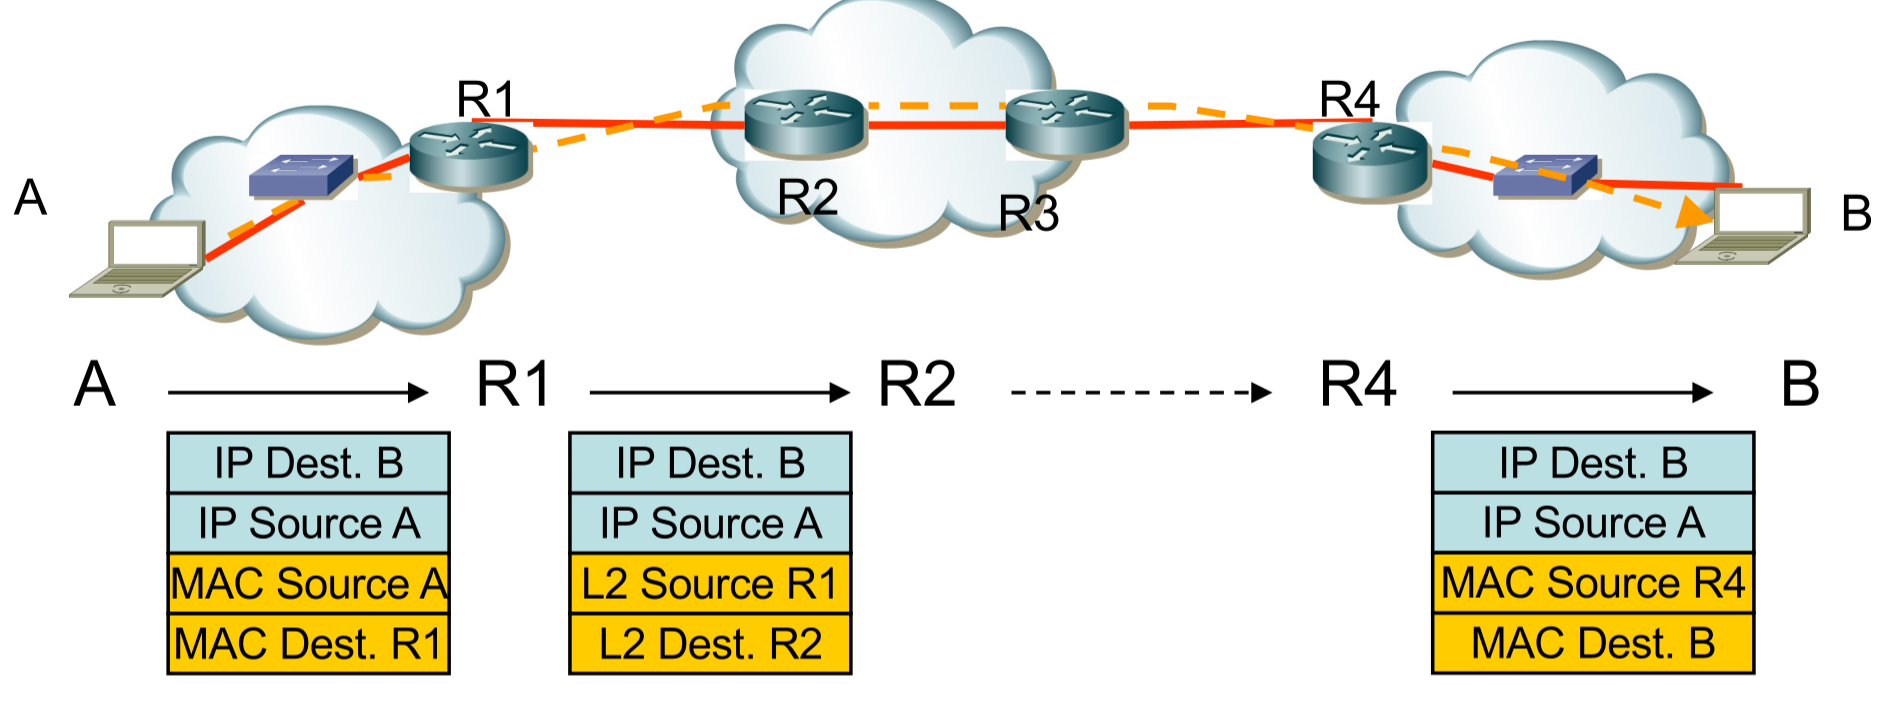 R1
R4
A
R2
R3
B
A
R1
R2
R4
B
IP Dest. B
IP Source A
MAC Source A
MAC Dest. R1
IP Dest. B
IP Source A
L2 Source R1
L2 Dest. R2
IP Dest. B
IP Source A
MAC Source R4
MAC Dest. B